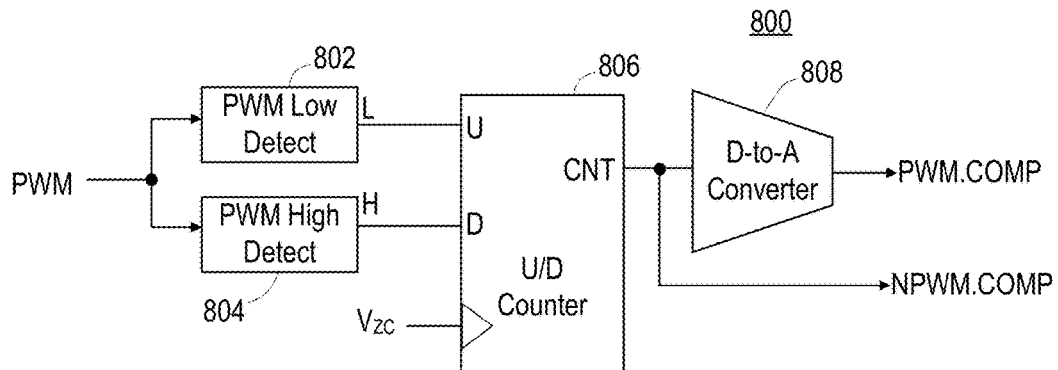 800
802
806
808
PWM Low
Detect
L
U
PWM
PWM High
Detect
H
D
804
CNT
U/D
Counter
VZC
D-to-A
Converter
PWM.COMP
NPWM.COMP